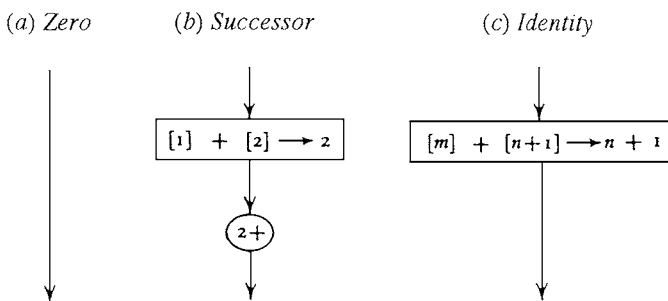 (a) Zero (b) Successor (c) Identity
[1] + [2] → 2 [m] + [n+1] → n + 1
2+